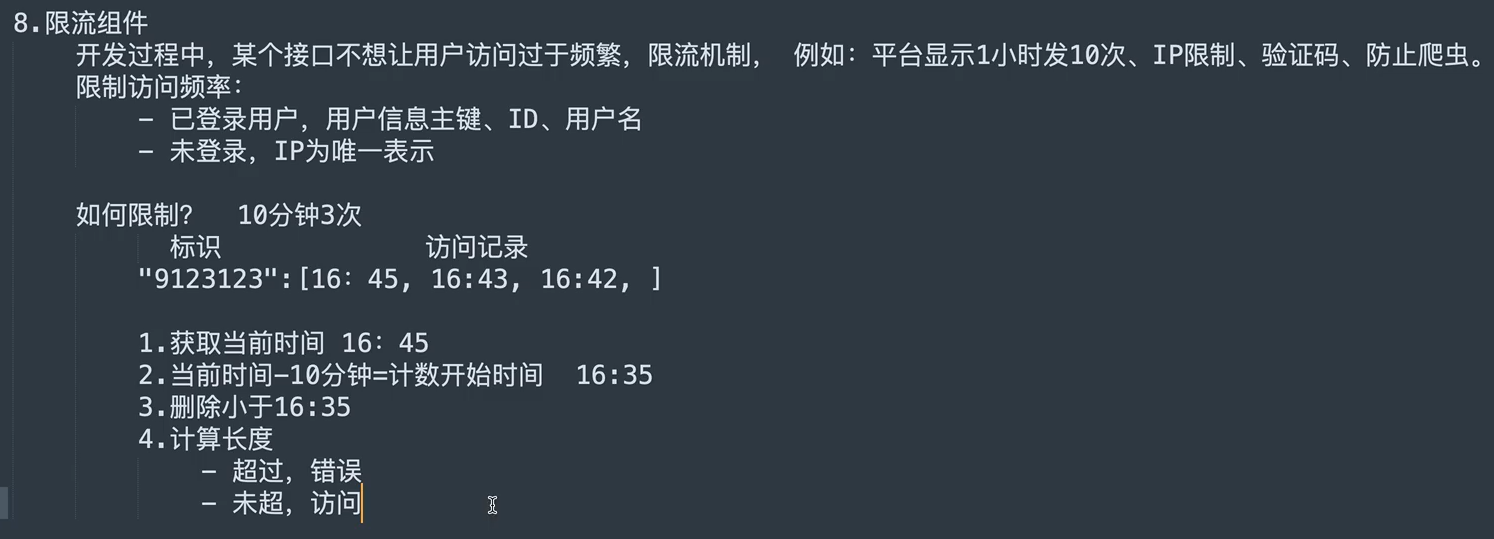 8.限流组件
开发过程中，某个接口不想让用户访问过于频繁，限流机制， 例如：平台显示1小时发10次、IP限制、验证码、防止爬虫。
限制访问频率：
- 已登录用户，用户信息主键、ID、用户名
- 未登录，IP为唯一表示
如何限制? 10分钟3次
标识 访问记录
"9123123":[16：45, 16:43, 16:42, ]
1.获取当前时间 16：45
2.当前时间-10分钟=计数开始时间 16:35
3.删除小于16:35
4.计算长度
- 超过，错误
- 未超，访问